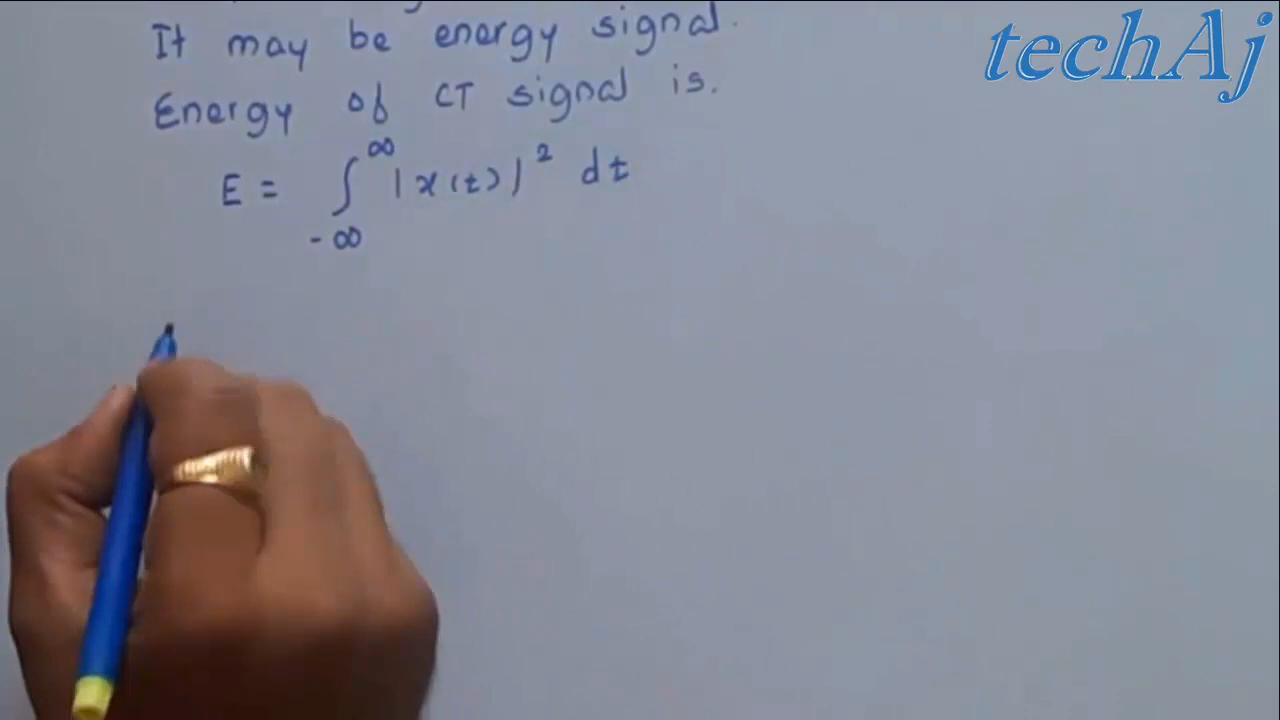 techAj
It may be energy signal.
Energy of CT signal is.
E = ∫_{-∞}^{∞} |x(t)|² dt